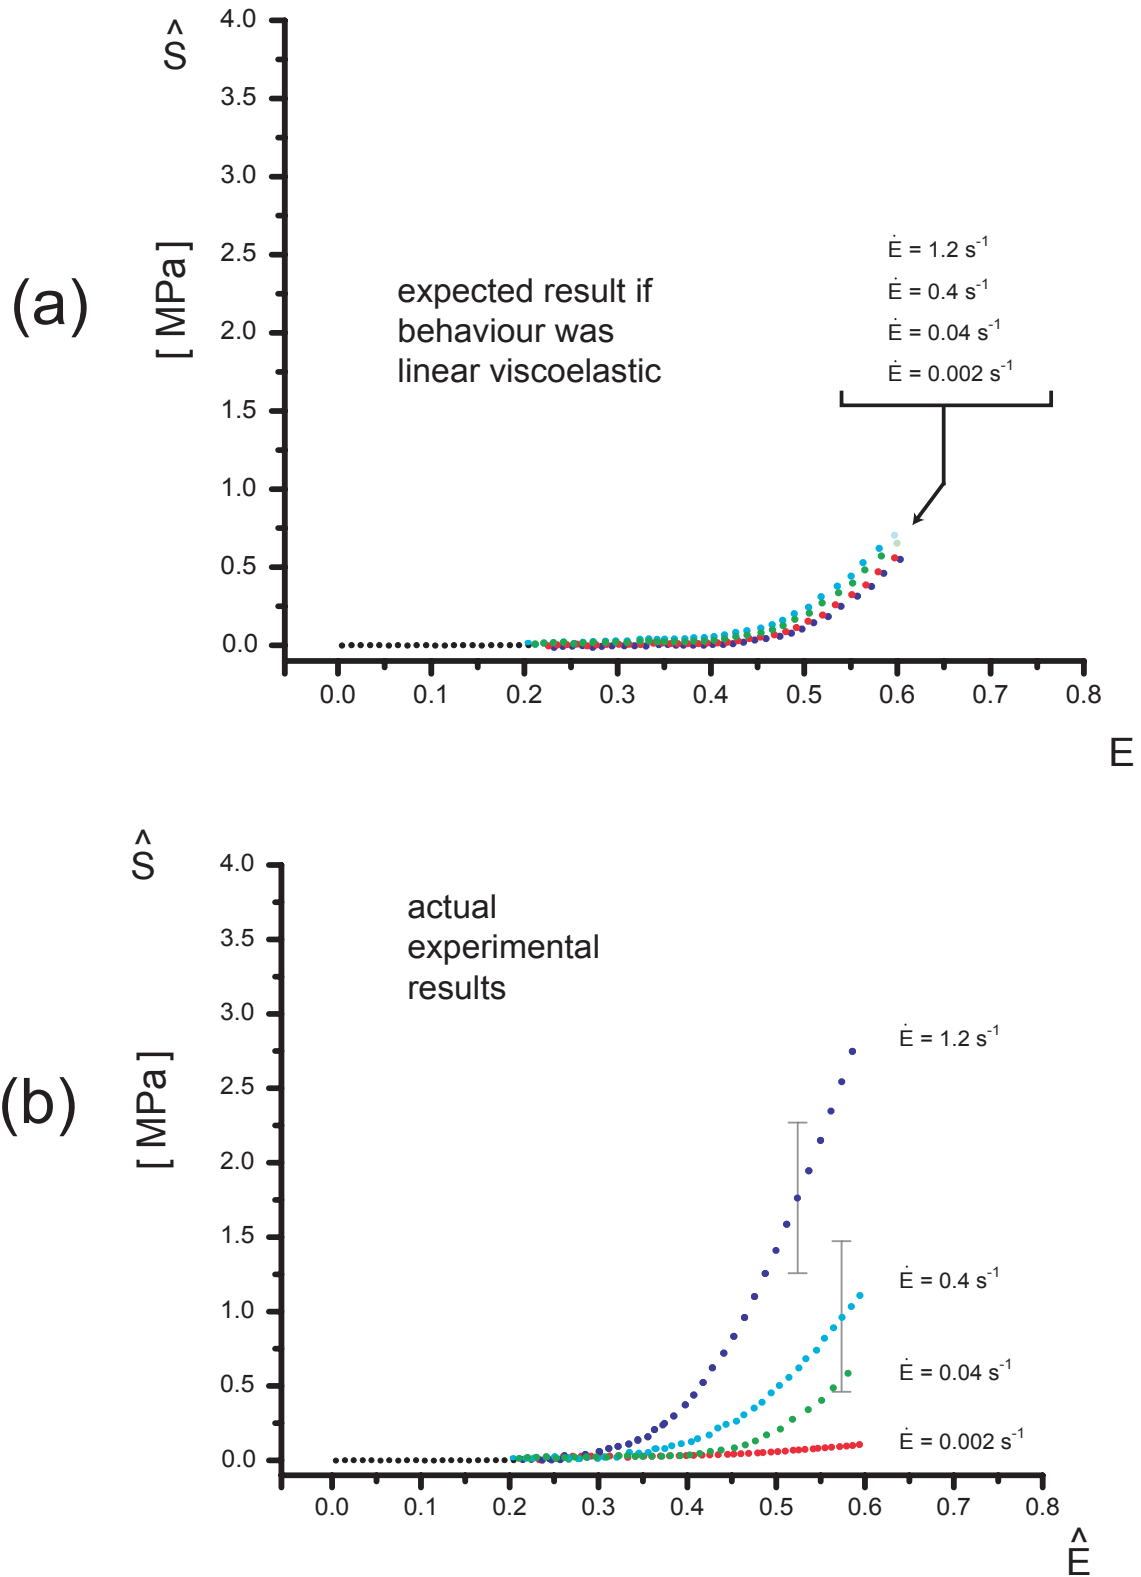 (a)
^
S
[ MPa ]
4.0
3.5
3.0
2.5
2.0
1.5
1.0
0.5
0.0
expected result if
behaviour was
linear viscoelastic
Ė = 1.2 s⁻¹
Ė = 0.4 s⁻¹
Ė = 0.04 s⁻¹
Ė = 0.002 s⁻¹
0.0 0.1 0.2 0.3 0.4 0.5 0.6 0.7 0.8
E
(b)
^
S
[ MPa ]
4.0
3.5
3.0
2.5
2.0
1.5
1.0
0.5
0.0
actual
experimental
results
Ė = 1.2 s⁻¹
Ė = 0.4 s⁻¹
Ė = 0.04 s⁻¹
Ė = 0.002 s⁻¹
0.0 0.1 0.2 0.3 0.4 0.5 0.6 0.7 0.8
^
E